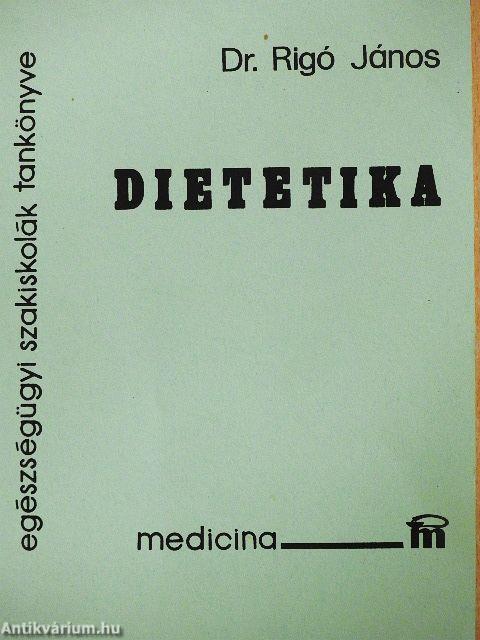 Dr. Rigó János
DIETETIKA
egészségügyi szakiskolák tankönyve
medicina
m
Antikvárium.hu